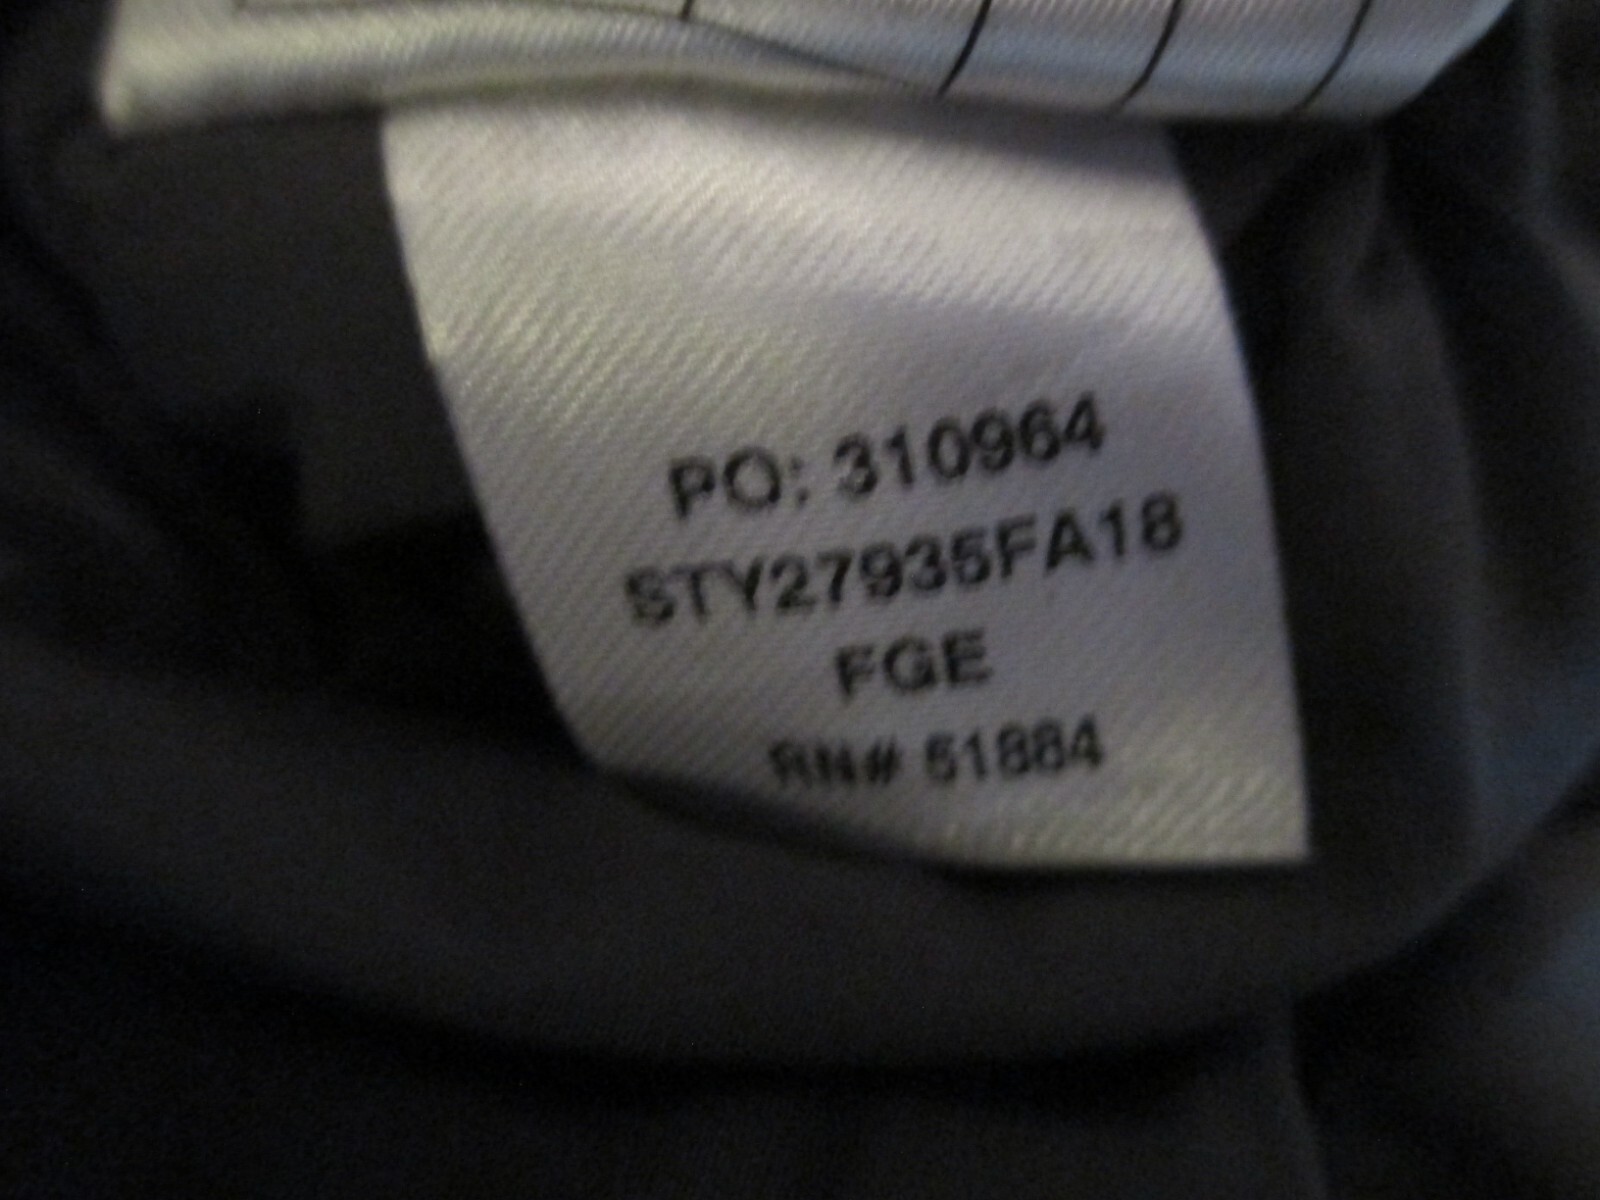 PO: 310964
STY27935FA18
FGE
RN# 51884